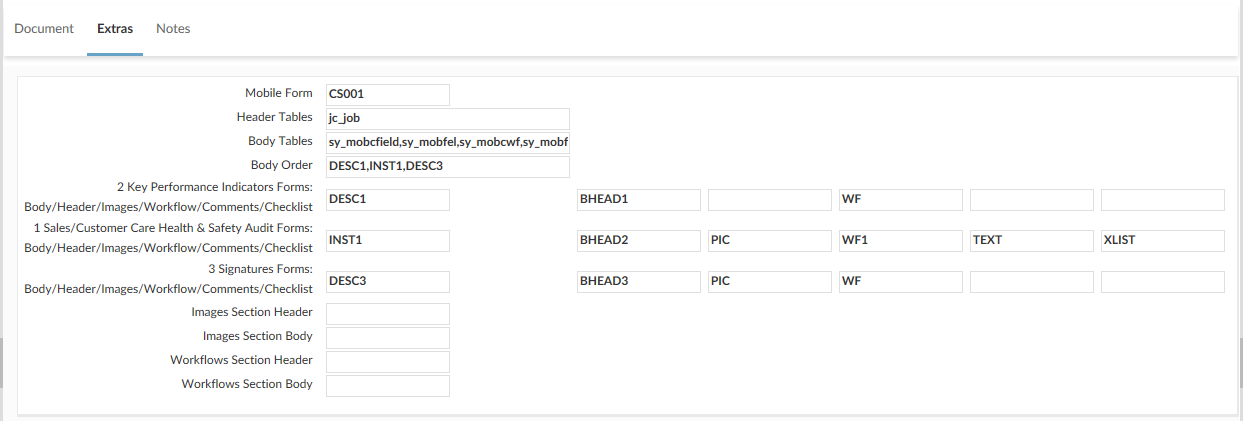 Document Extras Notes
Mobile Form CS001
Header Tables jc_job
Body Tables sy_mobcfield,sy_mobfel,sy_mobcwf,sy_mobf
Body Order DESC1,INST1,DESC3
2 Key Performance Indicators Forms:
Body/Header/Images/Workflow/Comments/Checklist DESC1 BHEAD1 WF
1 Sales/Customer Care Health & Safety Audit Forms:
Body/Header/Images/Workflow/Comments/Checklist INST1 BHEAD2 PIC WF1 TEXT XLIST
3 Signatures Forms:
Body/Header/Images/Workflow/Comments/Checklist DESC3 BHEAD3 PIC WF
Images Section Header
Images Section Body
Workflows Section Header
Workflows Section Body